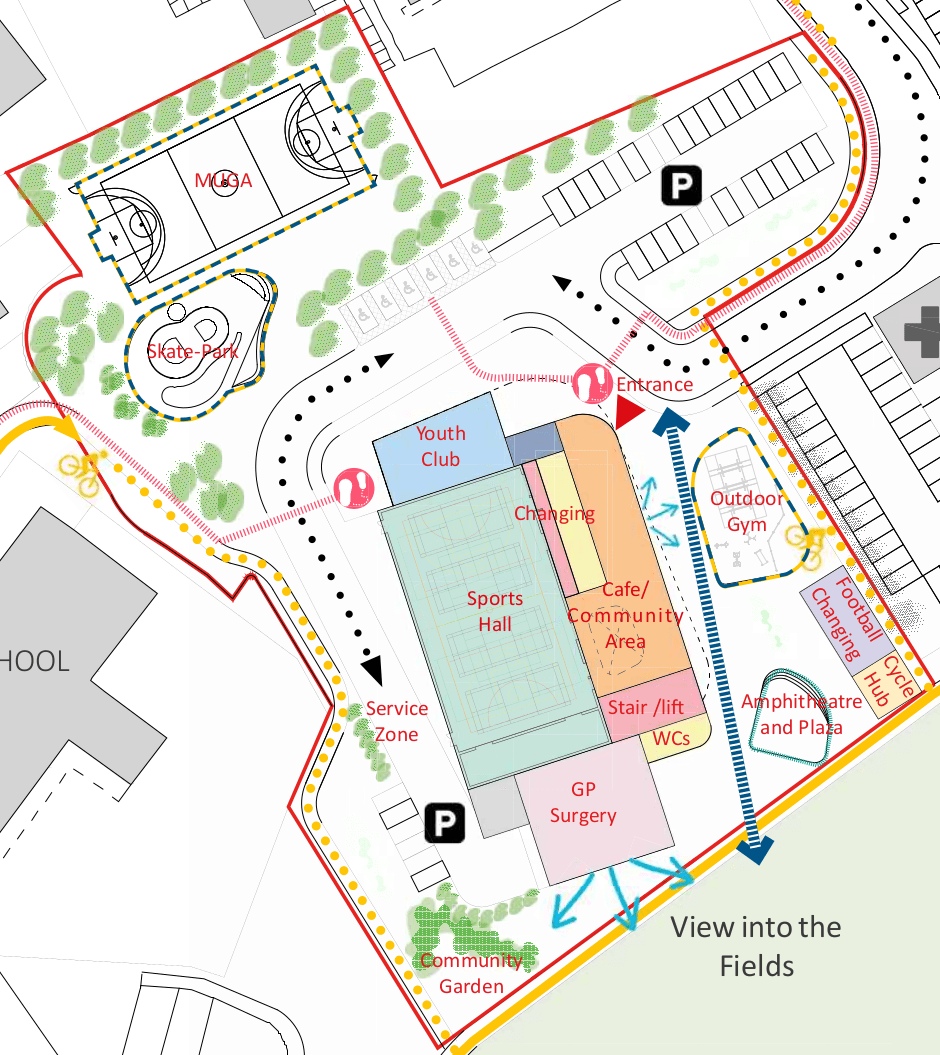 MUGA
P
Skate-Park
Entrance
Youth
Club
Changing
Outdoor
Gym
Sports
Hall
Cafe/
Community
Area
Football
Changing
Cycle
Hub
HOOL
Service
Zone
Stair /lift
WCs
Amphitheatre
and Plaza
GP
Surgery
P
View into the
Fields
Community
Garden